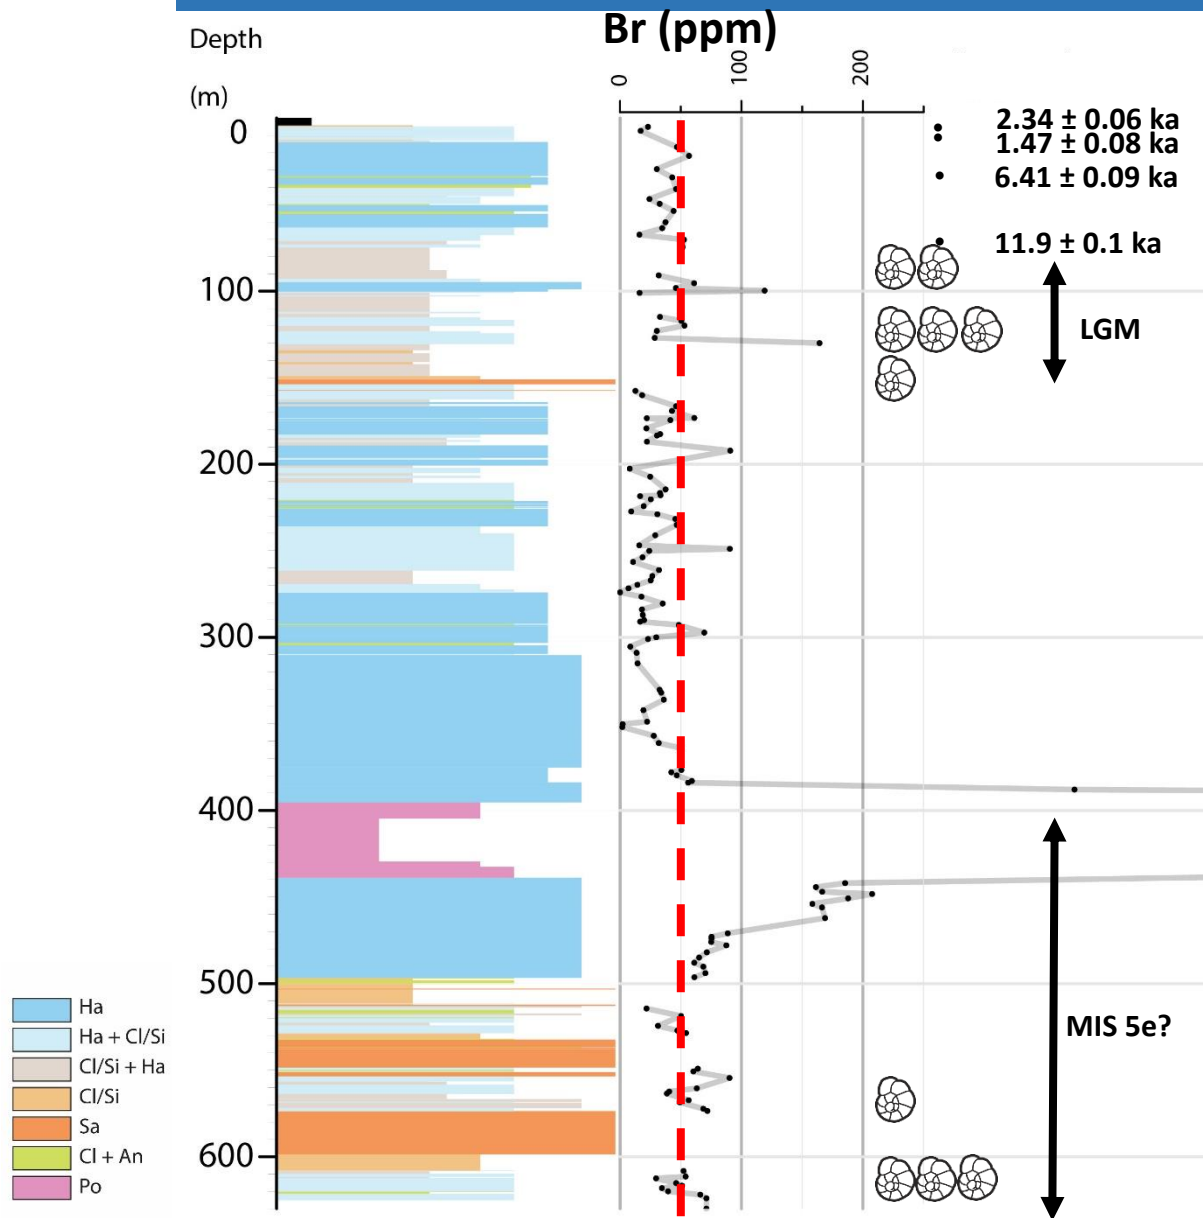 Br (ppm)
Depth
(m)
0
100
200
0
100
200
300
400
500
600
2.34 ± 0.06 ka
1.47 ± 0.08 ka
6.41 ± 0.09 ka
11.9 ± 0.1 ka
LGM
MIS 5e?
Ha
Ha + Cl/Si
Cl/Si + Ha
Cl/Si
Sa
Cl + An
Po